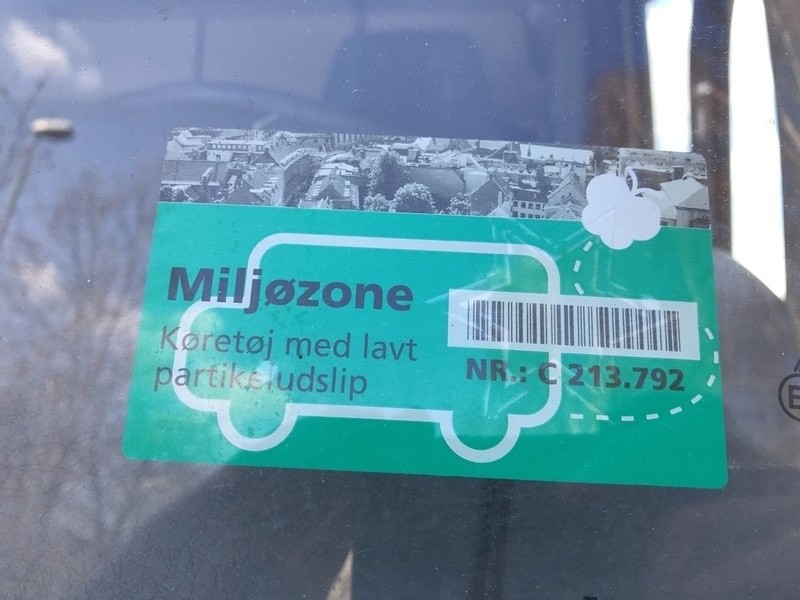 Miljøzone
Køretøj med lavt
partikeludslip
NR.: C 213.792